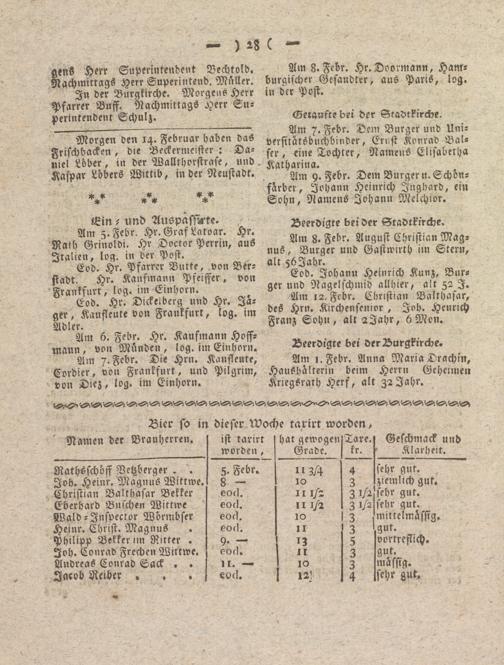 — ) 28 ( —
gens Herr Superintendent Bechtold.
Nachmittags Herr Superintend. Müller.
In der Burgkirche. Morgens Herr
Pfarrer Buff. Nachmittags Herr Su-
perintendent Schulz.
Morgen den 14. Februar haben das
Frischbacken, die Beckermeister: Da-
niel Löber, in der Wallthorstrase, und
Kaspar Löbers Wittib, in der Neustadt.
Ein- und Auspassirte.
Am 5. Febr. Hr. Graf Latour. Hr.
Rath Grinoldi. Hr Doctor Perrin, aus
Italien, log. in der Post.
Eod. Hr. Pfarrer Butte, von Ber-
stadt. Hr. Kaufmann Pfeiffer, von
Frankfurt, log. im Einhorn.
Eod. Hr. Dickelberg und Hr. Jä-
ger, Kaufleute von Frankfurt, log. im
Adler.
Am 6. Febr. Hr. Kaufmann Hoff-
mann, von Münden, log. im Einhorn.
Am 7. Febr. Die Hrn. Kaufleute,
Cordier, von Frankfurt, und Pilgrim,
von Diez, log. im Einhorn.
Am 8. Febr. Hr. Doormann, Ham-
burgischer Gesandter, aus Paris, log.
in der Post.
Getaufte bei der Stadtkirche.
Am 7. Febr. Dem Burger und Uni-
versitätsbuchbinder, Ernst Konrad Bal-
ser, eine Tochter, Namens Elisabetha
Katharina.
Am 9. Febr. Dem Burger u. Schön-
färber, Johann Heinrich Inghard, ein
Sohn, Namens Johann Melchior.
Beerdigte bei der Stadtkirche.
Am 8. Febr. August Christian Mag-
nus, Burger und Gastwirth im Stern,
alt 56 Jahr.
Eod. Johann Heinrich Kunz, Bur-
ger und Nagelschmid allhier, alt 52 J.
Am 12. Febr. Christian Balthasar,
des Hrn. Kirchensenior, Joh. Henrich
Franz Sohn, alt 2 Jahr, 6 Mon.
Beerdigte bei der Burgkirche.
Am 1. Febr. Anna Maria Drachin,
Haushälterin beim Herrn Geheimen
Kriegsrath Herf, alt 32 Jahr.
Bier so in dieser Woche taxirt worden,
Namen der Brauherren. ist taxirt worden, hat gewogen Grade. Taxe. kr. Geschmack und Klarheit.
Rathsschöff Vetzberger . . 5. Febr. 11 3/4 4 sehr gut.
Joh. Heinr. Magnus Wittwe. 8 — 10 3 ziemlich gut.
Christian Balthasar Bekker eod. 11 1/2 3 1/2 sehr gut.
Eberhard Buschen Wittwe eod. 11 1/2 3 1/2 sehr gut.
Wald-Inspector Wörmbser eod. 10 3 mittelmässig.
Heinr. Christ. Magnus . eod. 11 3 gut.
Philipp Bekker im Ritter . 9. — 13 5 vortreflich.
Joh. Conrad Frechen Wittwe. eod. 11 3 gut.
Andreas Conrad Sack . . 11. — 10 3 mässig.
Jacob Reiber . . . eod. 12 4 sehr gut.